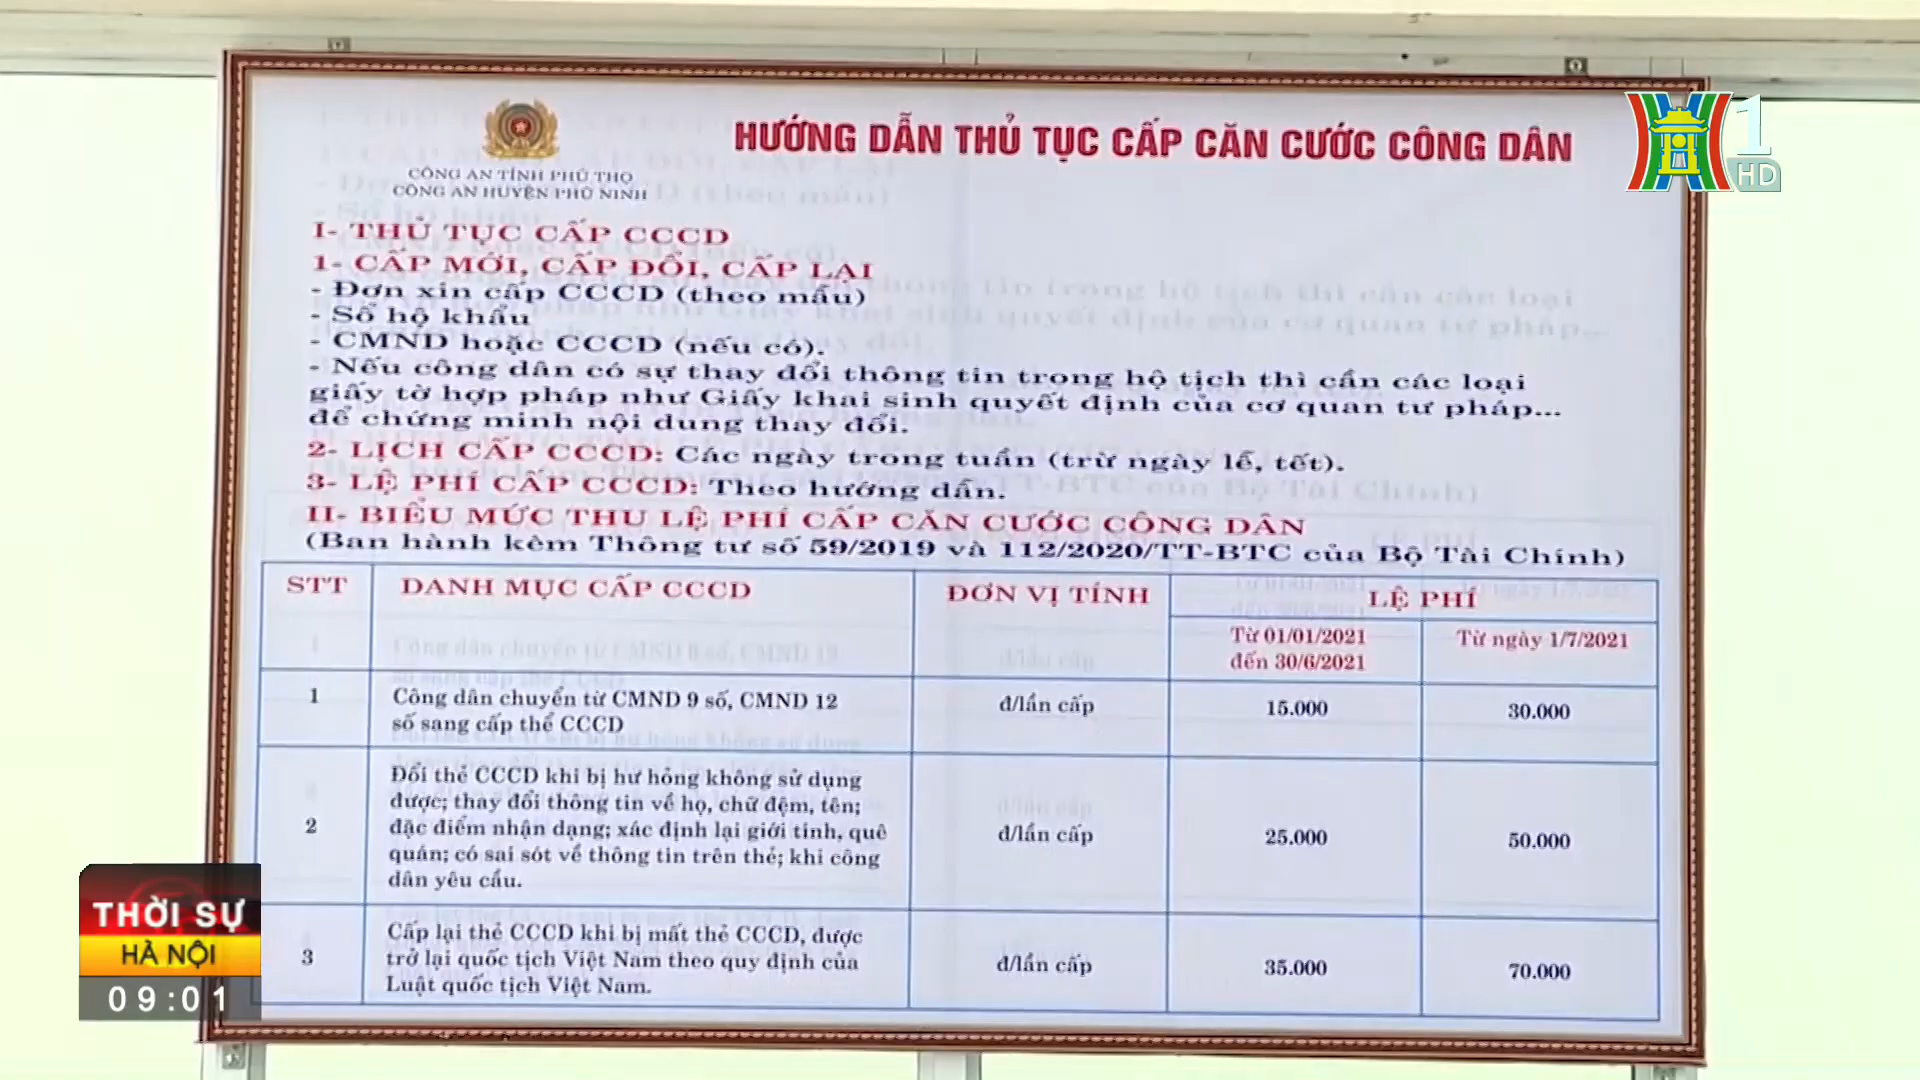 HƯỚNG DẪN THỦ TỤC CẤP CĂN CƯỚC CÔNG DÂN
1
HD
CÔNG AN TỈNH PHÚ THỌ
CÔNG AN HUYỆN PHÙ NINH
I- THỦ TỤC CẤP CCCD
1- CẤP MỚI, CẤP ĐỔI, CẤP LẠI
- Đơn xin cấp CCCD (theo mẫu)
- Sổ hộ khẩu
- CMND hoặc CCCD (nếu có).
- Nếu công dân có sự thay đổi thông tin trong hộ tịch thì cần các loại
giấy tờ hợp pháp như Giấy khai sinh quyết định của cơ quan tư pháp...
để chứng minh nội dung thay đổi.
2- LỊCH CẤP CCCD: Các ngày trong tuần (trừ ngày lễ, tết).
3- LỆ PHÍ CẤP CCCD: Theo hướng dẫn.
II- BIỂU MỨC THU LỆ PHÍ CẤP CĂN CƯỚC CÔNG DÂN
(Ban hành kèm Thông tư số 59/2019 và 112/2020/TT-BTC của Bộ Tài Chính)
STT DANH MỤC CẤP CCCD ĐƠN VỊ TÍNH LỆ PHÍ
Từ 01/01/2021 Từ ngày 1/7/2021
đến 30/6/2021
1 Công dân chuyển từ CMND 9 số, CMND 12 đ/lần cấp 15.000 30.000
số sang cấp thẻ CCCD
Đổi thẻ CCCD khi bị hư hỏng không sử dụng
được; thay đổi thông tin về họ, chữ đệm, tên;
2 đặc điểm nhận dạng; xác định lại giới tính, quê đ/lần cấp 25.000 50.000
quán; có sai sót về thông tin trên thẻ; khi công
dân yêu cầu.
Cấp lại thẻ CCCD khi bị mất thẻ CCCD, được
3 trở lại quốc tịch Việt Nam theo quy định của đ/lần cấp 35.000 70.000
Luật quốc tịch Việt Nam.
THỜI SỰ
HÀ NỘI
09:01